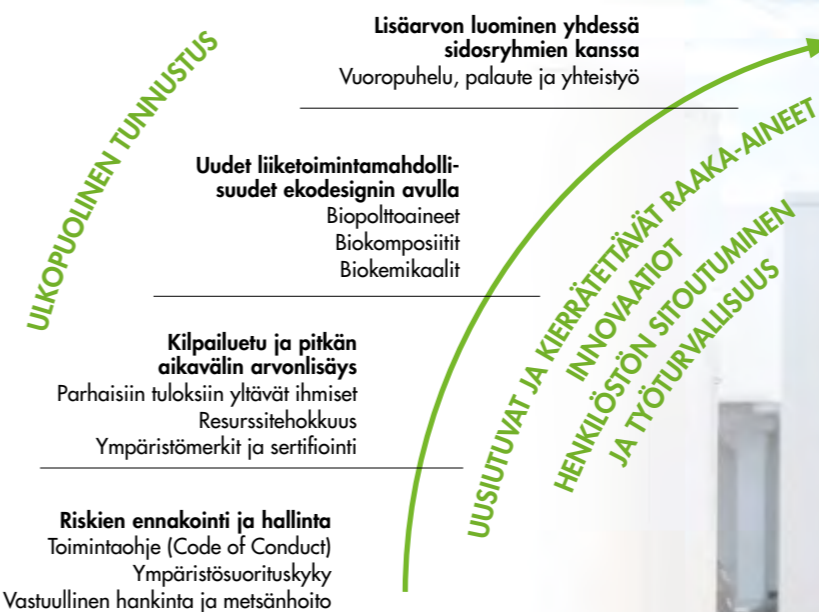 ULKOPUOLINEN TUNNUSTUS
Lisäarvon luominen yhdessä
sidosryhmien kanssa
Vuoropuhelu, palaute ja yhteistyö
Uudet liiketoimintamahdolli-
suudet ekodesignin avulla
Biopolttoaineet
Biokomposiitit
Biokemikaalit
Kilpailuetu ja pitkän
aikavälin arvonlisäys
Parhaisiin tuloksiin yltävät ihmiset
Resurssitehokkuus
Ympäristömerkit ja sertifiointi
Riskien ennakointi ja hallinta
Toimintaohje (Code of Conduct)
Ympäristösuorituskyky
Vastuullinen hankinta ja metsänhoito
UUSIUTUVAT JA KIERRÄTETTÄVÄT RAAKA-AINEET
INNOVAATIOT
HENKILÖSTÖN SITOUTUMINEN
JA TYÖTURVALLISUUS